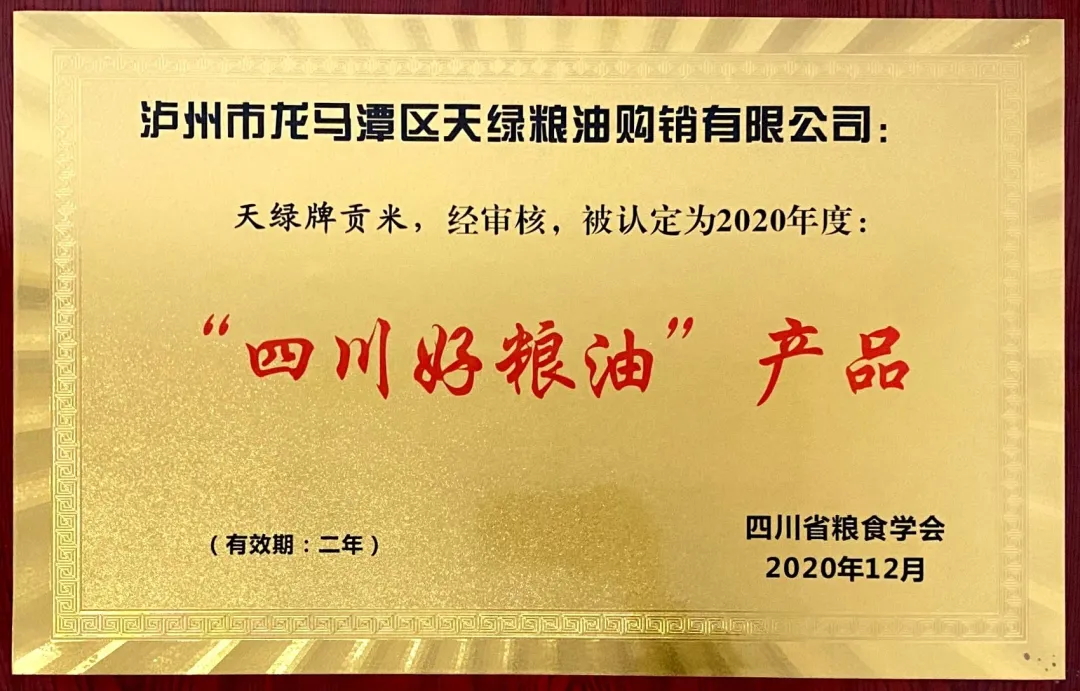 泸州市龙马潭区天绿粮油购销有限公司：
天绿牌贡米，经审核，被认定为2020年度：
“四川好粮油”产品
（有效期：二年）
四川省粮食学会
2020年12月